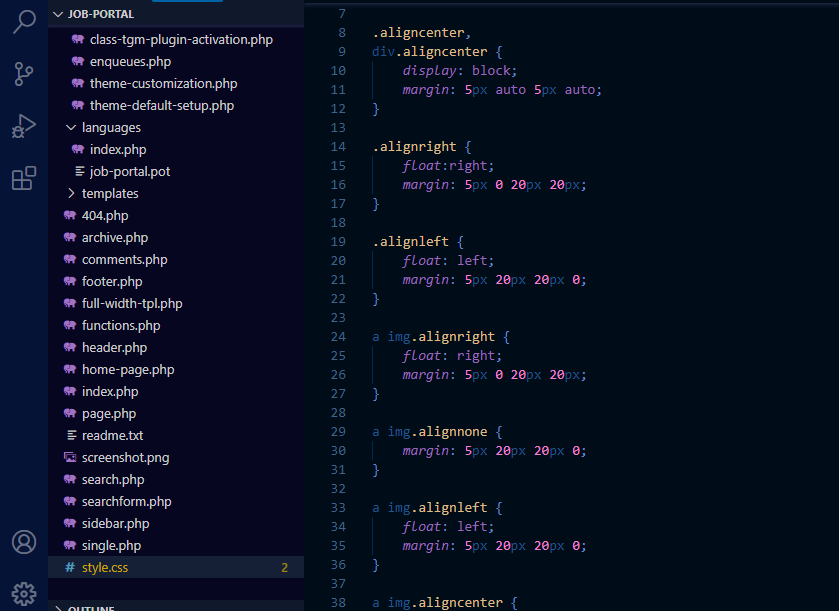 JOB-PORTAL
class-tgm-plugin-activation.php
enqueues.php
theme-customization.php
theme-default-setup.php
languages
index.php
job-portal.pot
templates
404.php
archive.php
comments.php
footer.php
full-width-tpl.php
functions.php
header.php
home-page.php
index.php
page.php
readme.txt
screenshot.png
search.php
searchform.php
sidebar.php
single.php
# style.css 2
OUTLINE
7
8 .aligncenter,
9 div.aligncenter {
10 display: block;
11 margin: 5px auto 5px auto;
12 }
13
14 .alignright {
15 float:right;
16 margin: 5px 0 20px 20px;
17 }
18
19 .alignleft {
20 float: left;
21 margin: 5px 20px 20px 0;
22 }
23
24 a img.alignright {
25 float: right;
26 margin: 5px 0 20px 20px;
27 }
28
29 a img.alignnone {
30 margin: 5px 20px 20px 0;
31 }
32
33 a img.alignleft {
34 float: left;
35 margin: 5px 20px 20px 0;
36 }
37
38 a img.aligncenter {